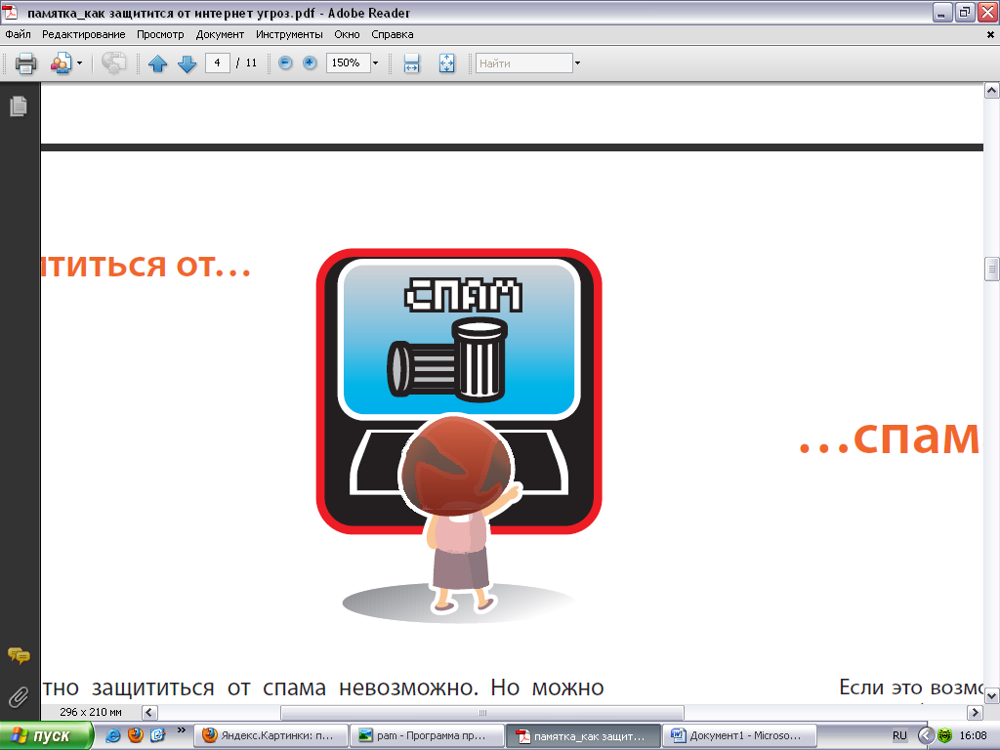 памятка_как защитится от интернет угроз.pdf - Adobe Reader
Файл Редактирование Просмотр Документ Инструменты Окно Справка
4 / 11 150% Найти
ититься от...
СПАМ
...спам
тно защититься от спама невозможно. Но можно
Если это возмо
296 x 210 мм
пуск
Яндекс.Картинки: п...
pam - Программа пр...
памятка_как защит...
Документ1 - Microso...
RU
16:08